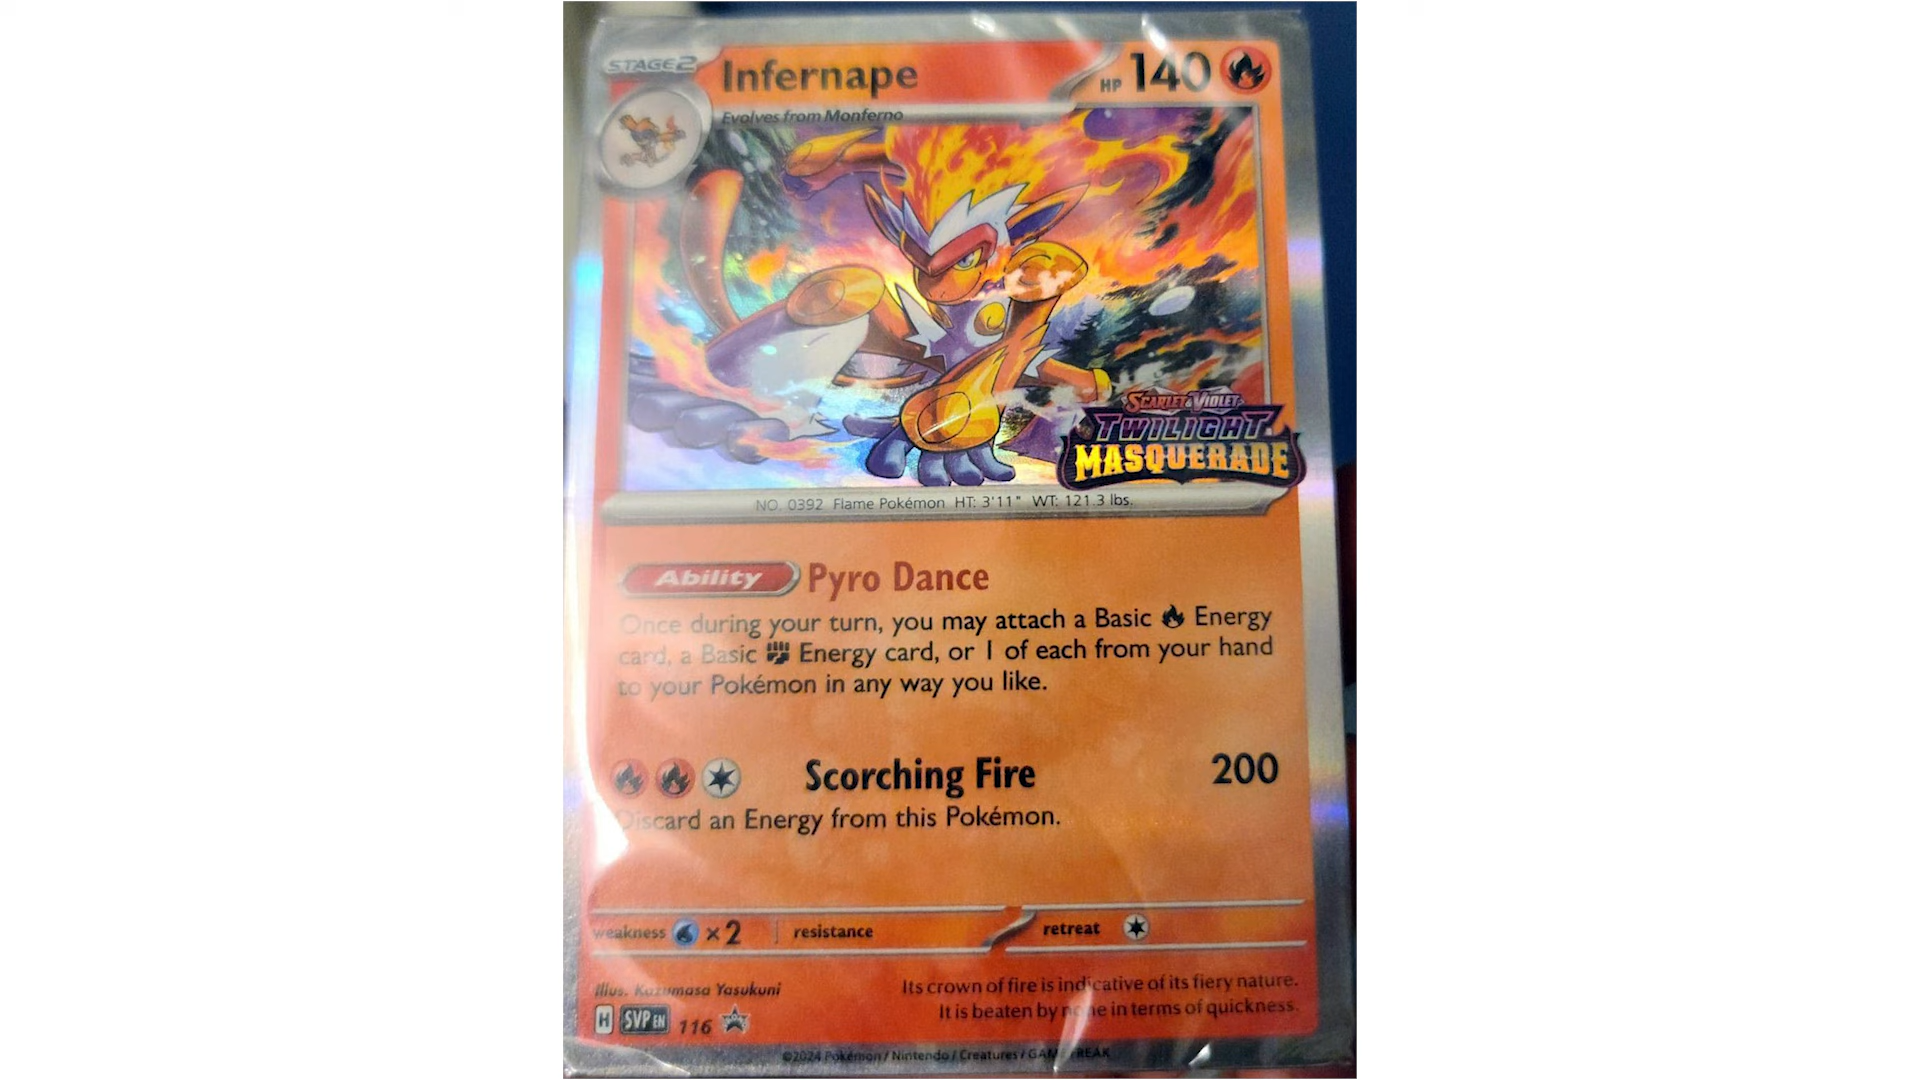 STAGE2
Infernape
HP 140
Evolves from Monferno
SCARLET & VIOLET
TWILIGHT
MASQUERADE
NO. 0392 Flame Pokémon HT: 3'11" WT: 121.3 lbs.
Ability Pyro Dance
Once during your turn, you may attach a Basic Energy
card, a Basic Energy card, or 1 of each from your hand
to your Pokémon in any way you like.
Scorching Fire 200
Discard an Energy from this Pokémon.
weakness ×2 resistance retreat
Illus. Kazumasa Yasukuni
Its crown of fire is indicative of its fiery nature.
It is beaten by none in terms of quickness.
H SVP EN 116
©2024 Pokémon / Nintendo / Creatures / GAME FREAK